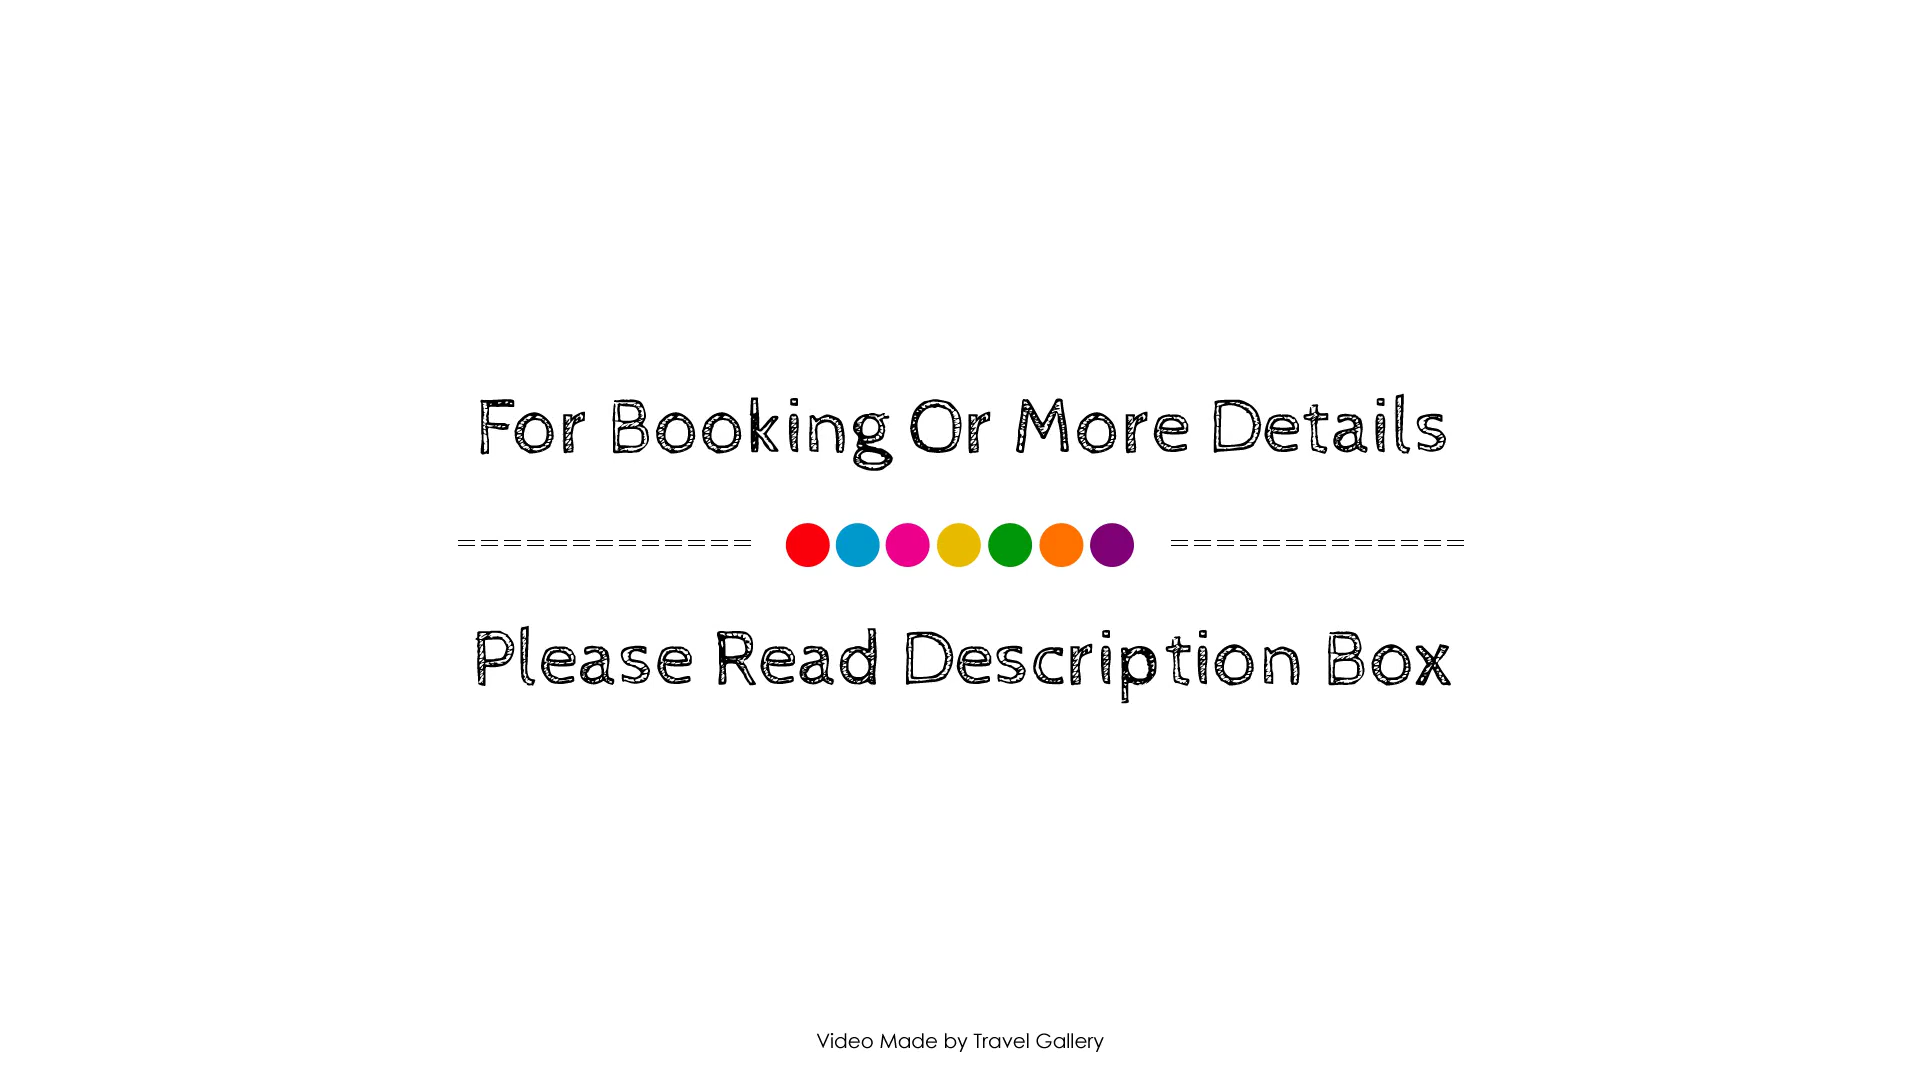 For Booking Or More Details
============= =============
Please Read Description Box
Video Made by Travel Gallery